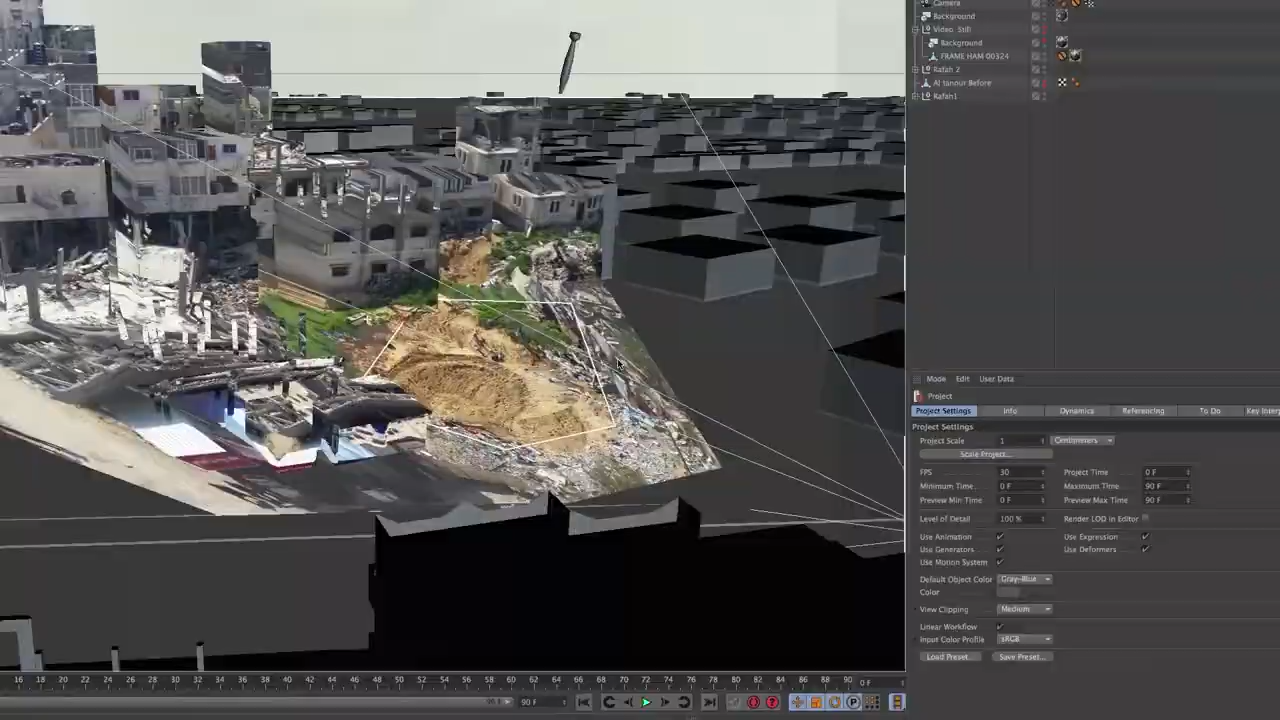 Camera
Background
Video Still
Background
FRAME HAM 00324
Rafah 2
Al tanour Before
Rafah1
Mode Edit User Data
Project
Project Settings Info Dynamics Referencing To Do Key Inter
Project Settings
Project Scale 1 Centimeters
Scale Project...
FPS 30 Project Time 0 F
Minimum Time 0 F Maximum Time 90 F
Preview Min Time 0 F Preview Max Time 90 F
Level of Detail 100 % Render LOD in Editor
Use Animation Use Expression
Use Generators Use Deformers
Use Motion System
Default Object Color Gray-Blue
Color
View Clipping Medium
Linear Workflow
Input Color Profile sRGB
Load Preset... Save Preset...
16 18 20 22 24 26 28 30 32 34 36 38 40 42 44 46 48 50 52 54 56 58 60 62 64 66 68 70 72 74 76 78 80 82 84 86 88 90 0 F
90 F